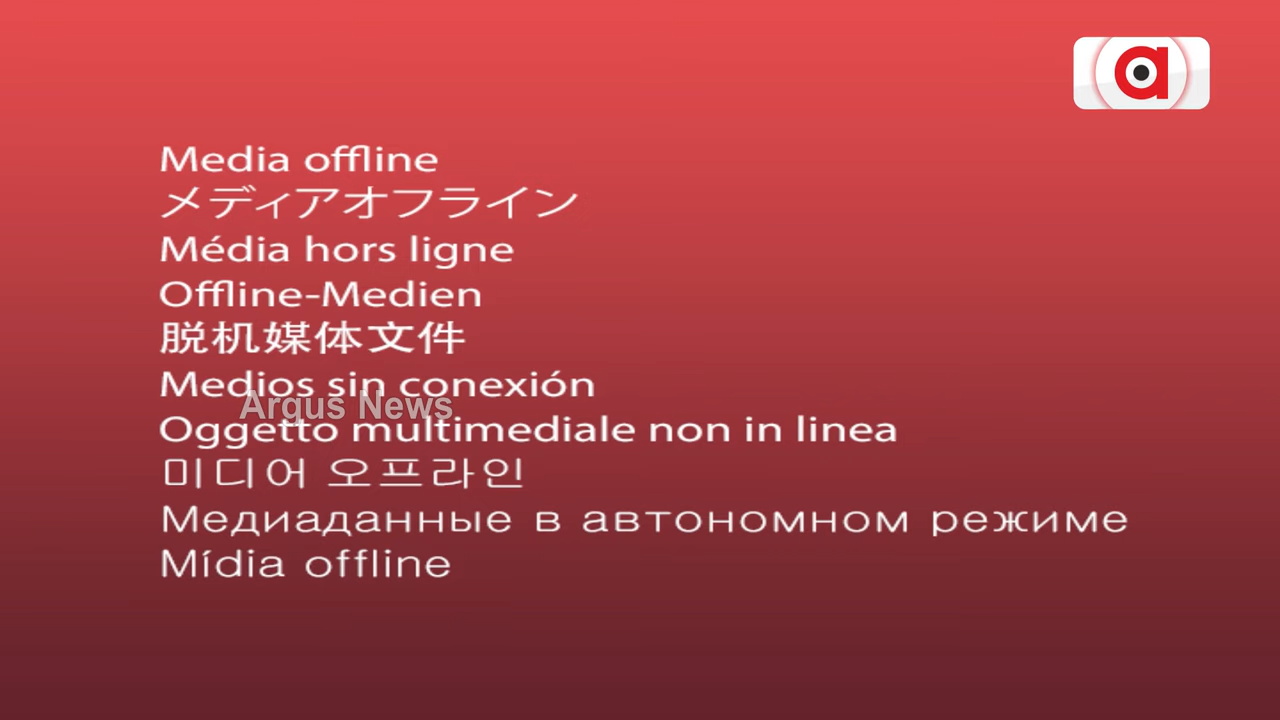 Media offline
メディアオフライン
Média hors ligne
Offline-Medien
脱机媒体文件
Medios sin conexión
Argus News
Oggetto multimediale non in linea
미디어 오프라인
Медиаданные в автономном режиме
Mídia offline